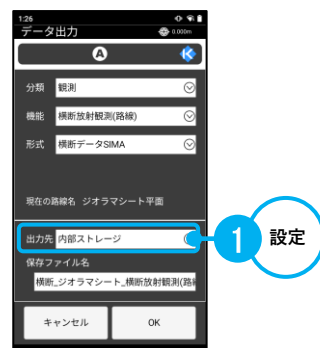 1:26
データ出力 0.000m
A K
分類 観測
機能 横断放射観測(路線)
形式 横断データSIMA
現在の路線名 ジオラマシート平面
出力先 内部ストレージ
1 設定
保存ファイル名
横断_ジオラマシート_横断放射観測(路線
キャンセル OK